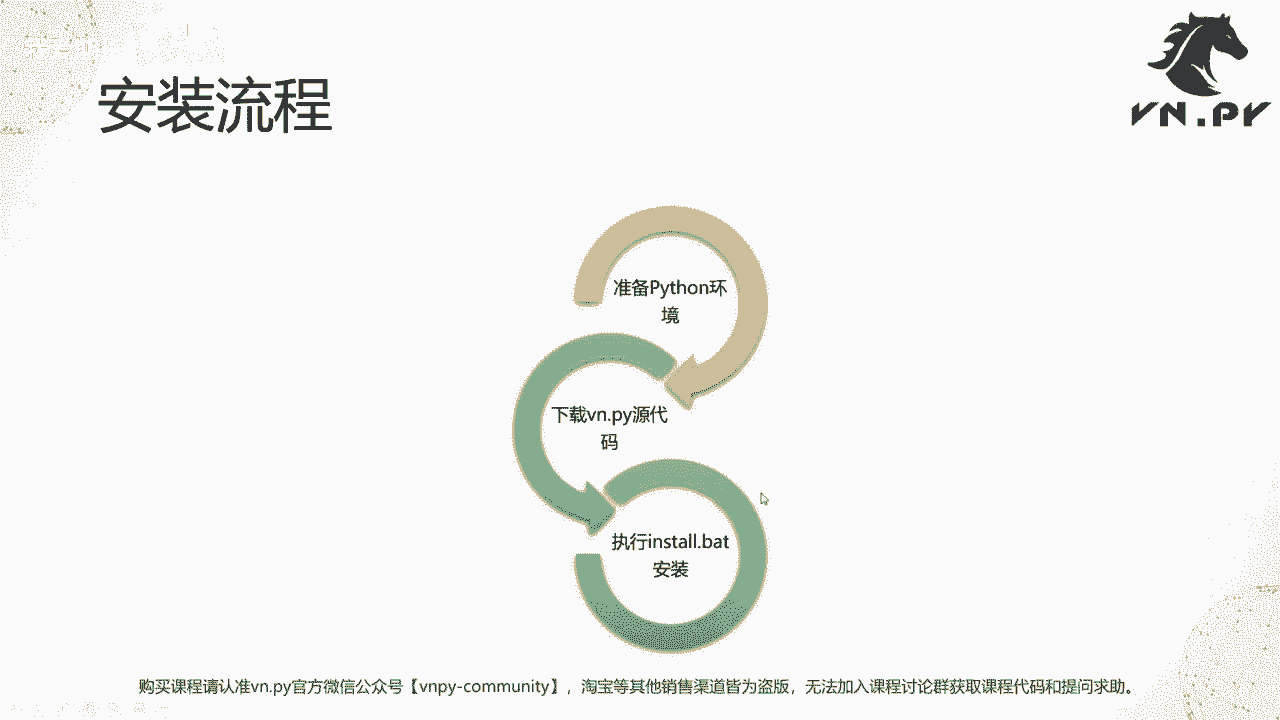 安装流程
VN.PY
准备Python环
境
下载vn.py源代
码
执行install.bat
安装
购买课程请认准vn.py官方微信公众号【vnpy-community】，淘宝等其他销售渠道皆为盗版，无法加入课程讨论群获取课程代码和提问求助。